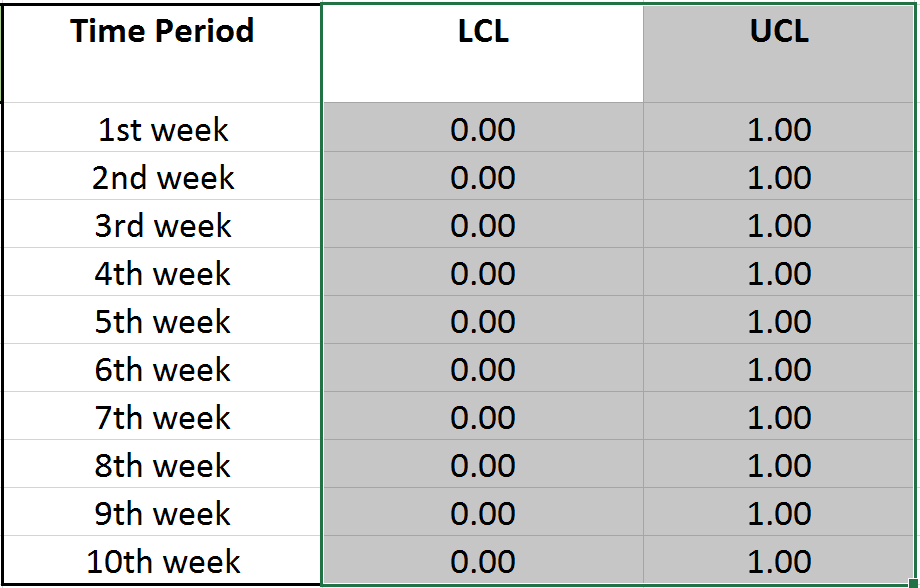 Time Period LCL UCL
1st week 0.00 1.00
2nd week 0.00 1.00
3rd week 0.00 1.00
4th week 0.00 1.00
5th week 0.00 1.00
6th week 0.00 1.00
7th week 0.00 1.00
8th week 0.00 1.00
9th week 0.00 1.00
10th week 0.00 1.00